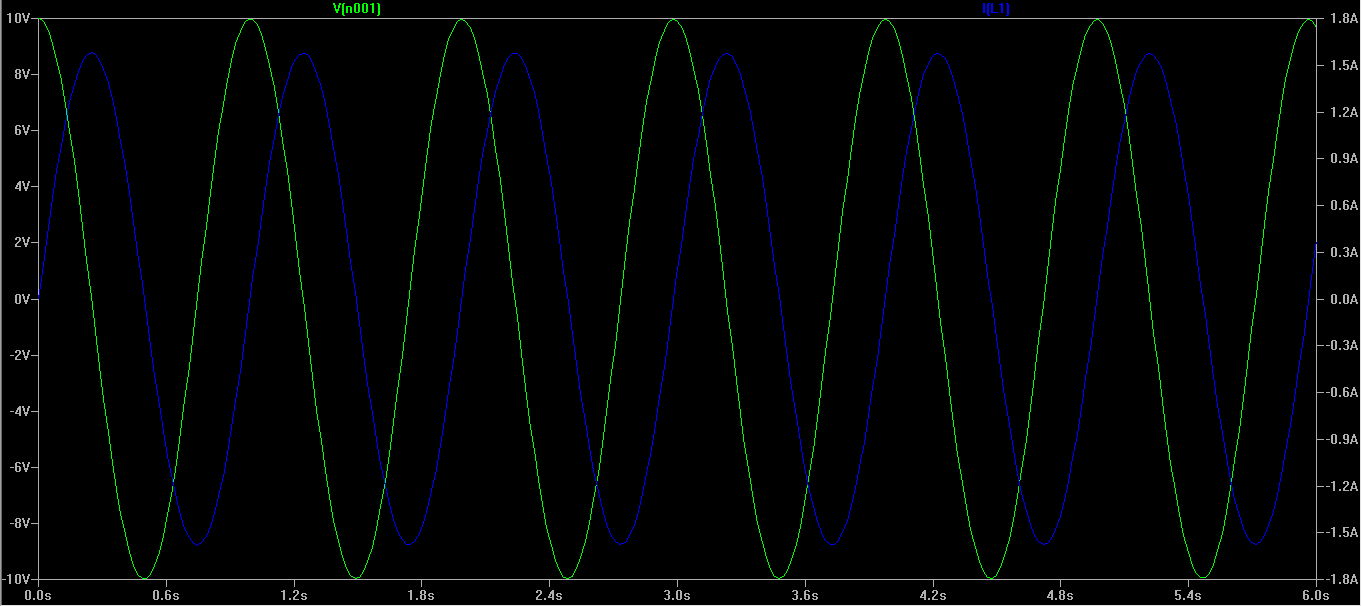 V(n001) I(L1)
10V 1.8A
8V 1.5A
6V 1.2A
4V 0.9A
2V 0.6A
0.3A
0V 0.0A
-2V -0.3A
-4V -0.6A
-6V -0.9A
-8V -1.2A
-1.5A
-10V -1.8A
0.0s 0.6s 1.2s 1.8s 2.4s 3.0s 3.6s 4.2s 4.8s 5.4s 6.0s